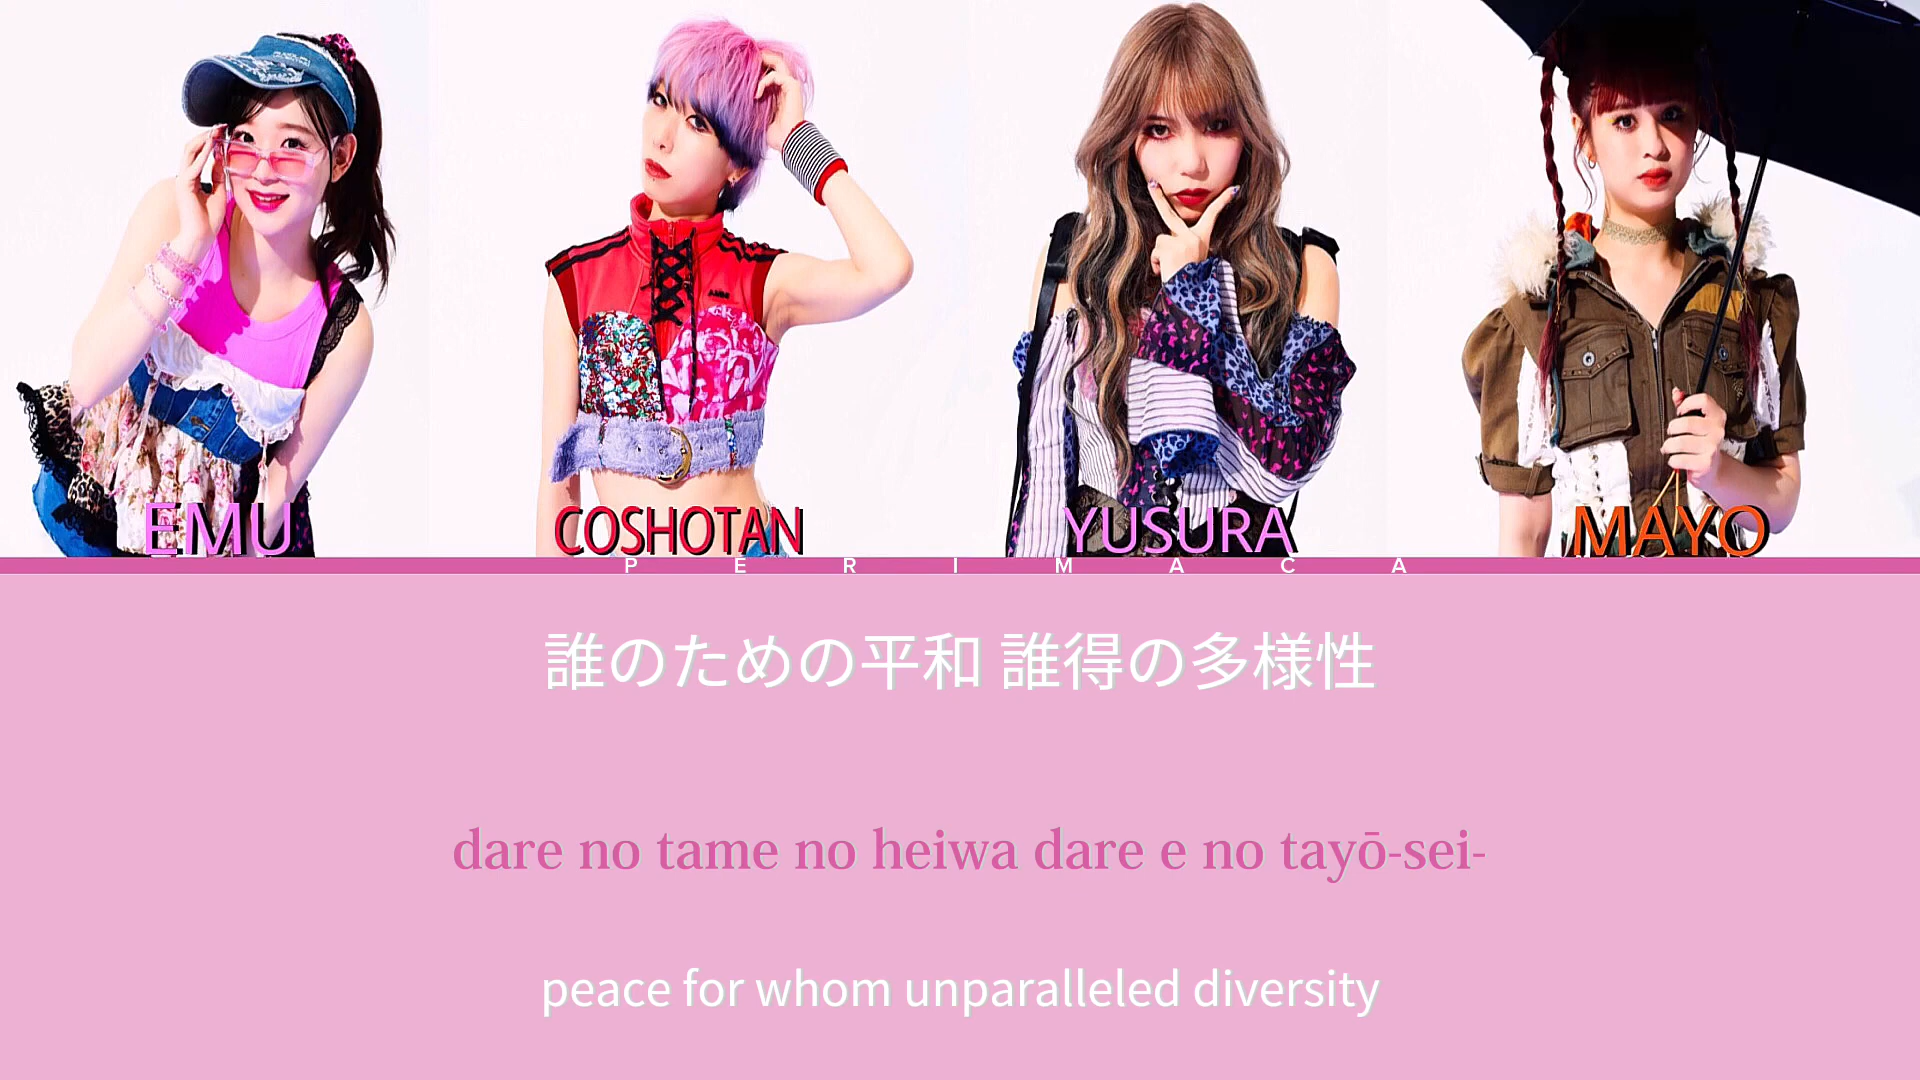 EMU
COSHOTAN
YUSURA
MAYO
PERIMACA
誰のための平和 誰得の多様性
dare no tame no heiwa dare e no tayō-sei-
peace for whom unparalleled diversity